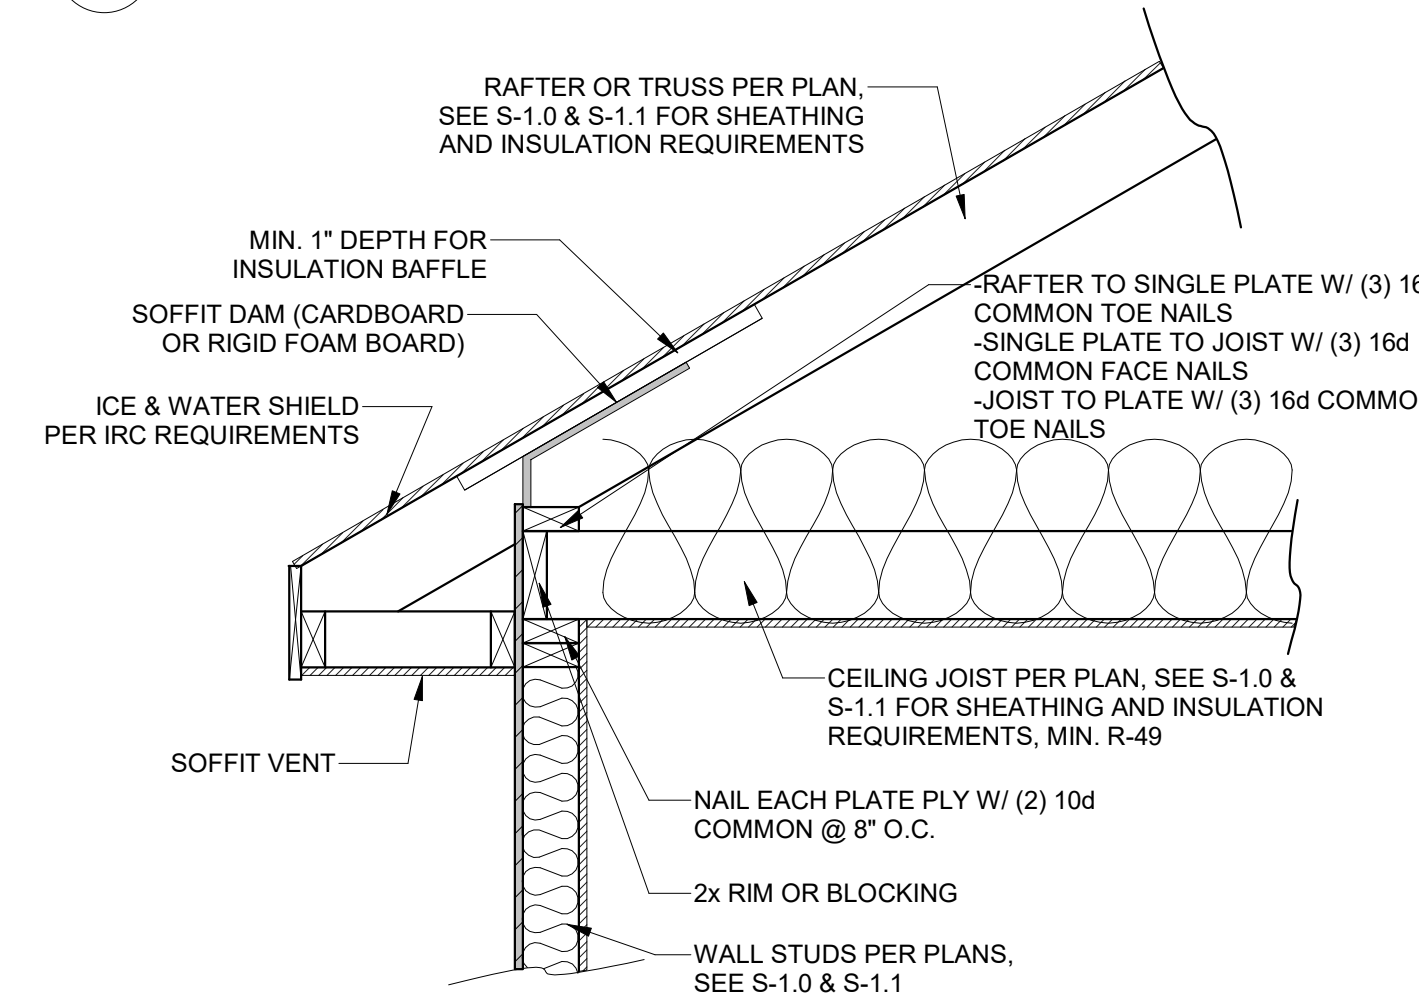 RAFTER OR TRUSS PER PLAN,
SEE S-1.0 & S-1.1 FOR SHEATHING
AND INSULATION REQUIREMENTS
MIN. 1" DEPTH FOR
INSULATION BAFFLE
SOFFIT DAM (CARDBOARD
OR RIGID FOAM BOARD)
ICE & WATER SHIELD
PER IRC REQUIREMENTS
-RAFTER TO SINGLE PLATE W/ (3)
COMMON TOE NAILS
-SINGLE PLATE TO JOIST W/ (3) 16d
COMMON FACE NAILS
-JOIST TO PLATE W/ (3) 16d
TOE NAILS
CEILING JOIST PER PLAN, SEE S-1.0 &
S-1.1 FOR SHEATHING AND INSULATION
REQUIREMENTS, MIN. R-49
SOFFIT VENT
NAIL EACH PLATE PLY W/ (2) 10d
COMMON @ 8" O.C.
2x RIM OR BLOCKING
WALL STUDS PER PLANS,
SEE S-1.0 & S-1.1